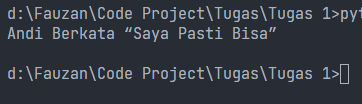 d:\Fauzan\Code Project\Tugas\Tugas 1>pyt
Andi Berkata “Saya Pasti Bisa”
d:\Fauzan\Code Project\Tugas\Tugas 1>